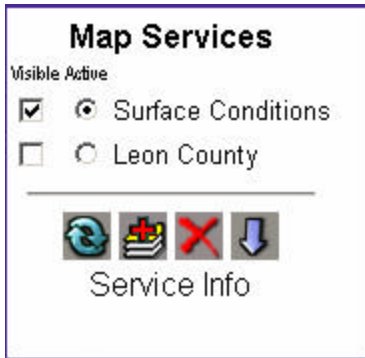 Map Services
Visible Active
Surface Conditions
Leon County
Service Info